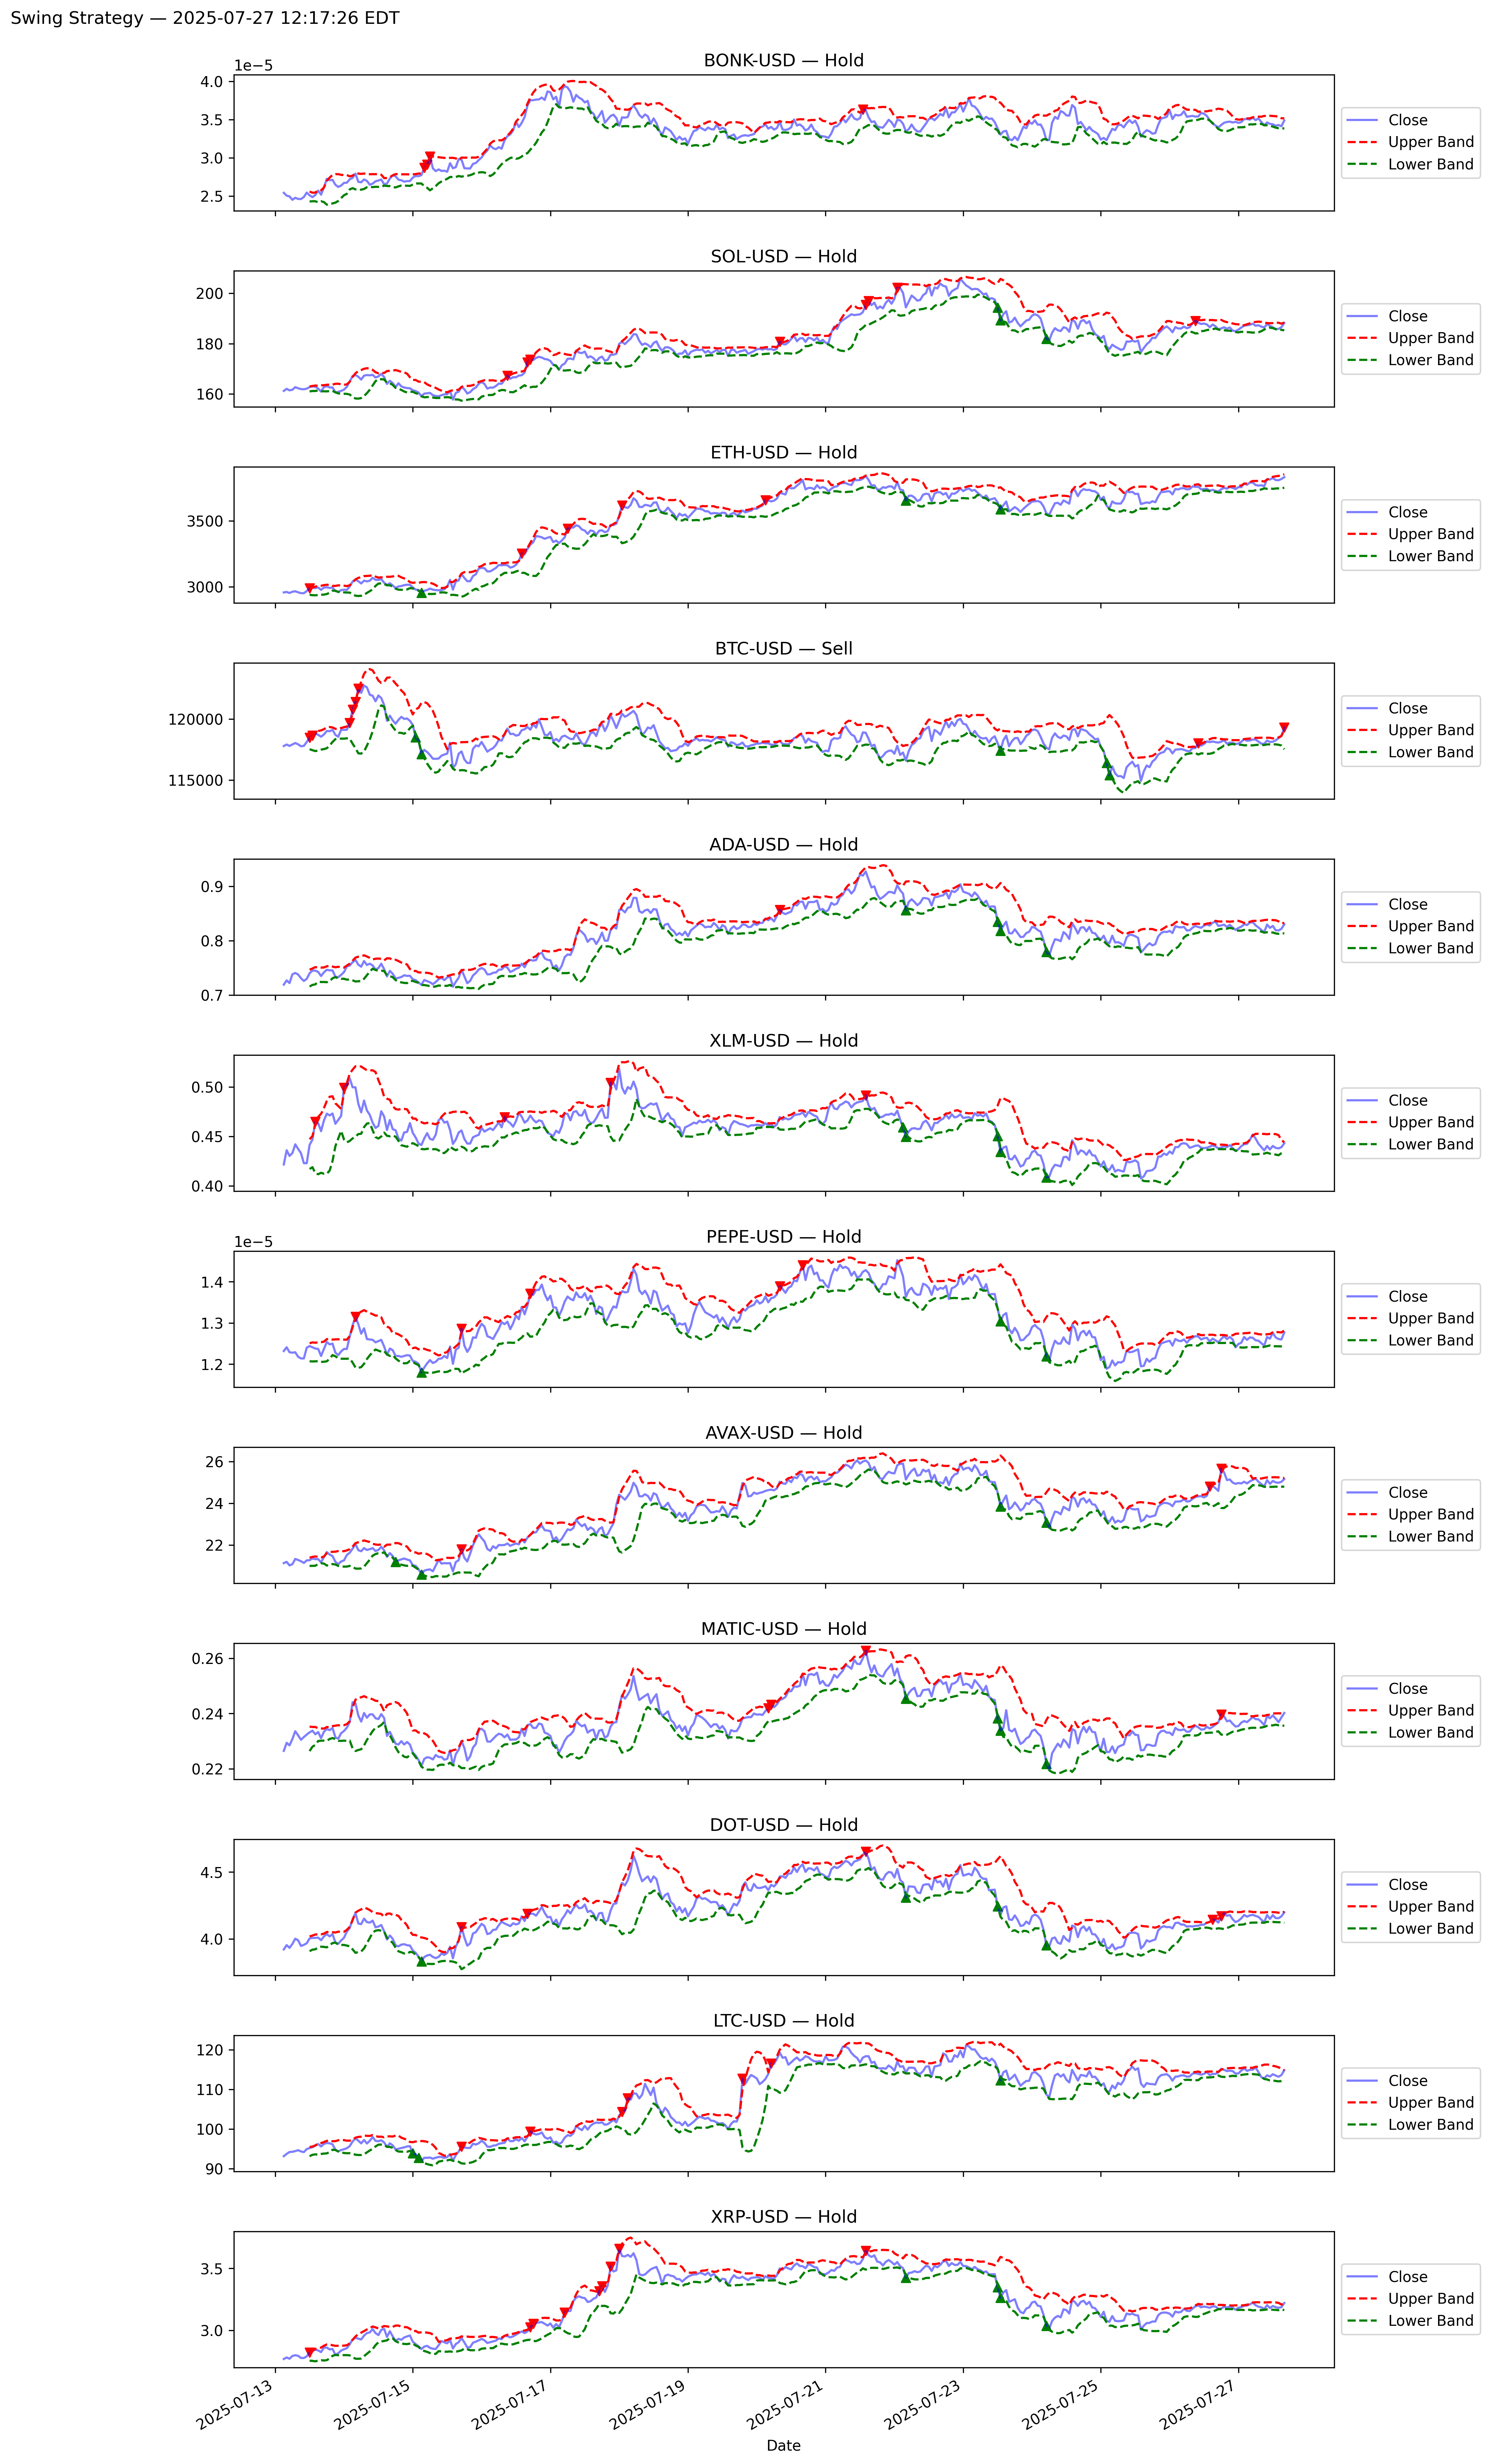 Swing Strategy — 2025-07-27 12:17:26 EDT
BONK-USD — Hold
1e−5
4.0
3.5
3.0
2.5
Close
Upper Band
Lower Band
SOL-USD — Hold
200
180
160
Close
Upper Band
Lower Band
ETH-USD — Hold
3500
3000
Close
Upper Band
Lower Band
BTC-USD — Sell
120000
115000
Close
Upper Band
Lower Band
ADA-USD — Hold
0.9
0.8
0.7
Close
Upper Band
Lower Band
XLM-USD — Hold
0.50
0.45
0.40
Close
Upper Band
Lower Band
PEPE-USD — Hold
1e−5
1.4
1.3
1.2
Close
Upper Band
Lower Band
AVAX-USD — Hold
26
24
22
Close
Upper Band
Lower Band
MATIC-USD — Hold
0.26
0.24
0.22
Close
Upper Band
Lower Band
DOT-USD — Hold
4.5
4.0
Close
Upper Band
Lower Band
LTC-USD — Hold
120
110
100
90
Close
Upper Band
Lower Band
XRP-USD — Hold
3.5
3.0
Close
Upper Band
Lower Band
2025-07-13
2025-07-15
2025-07-17
2025-07-19
2025-07-21
2025-07-23
2025-07-25
2025-07-27
Date